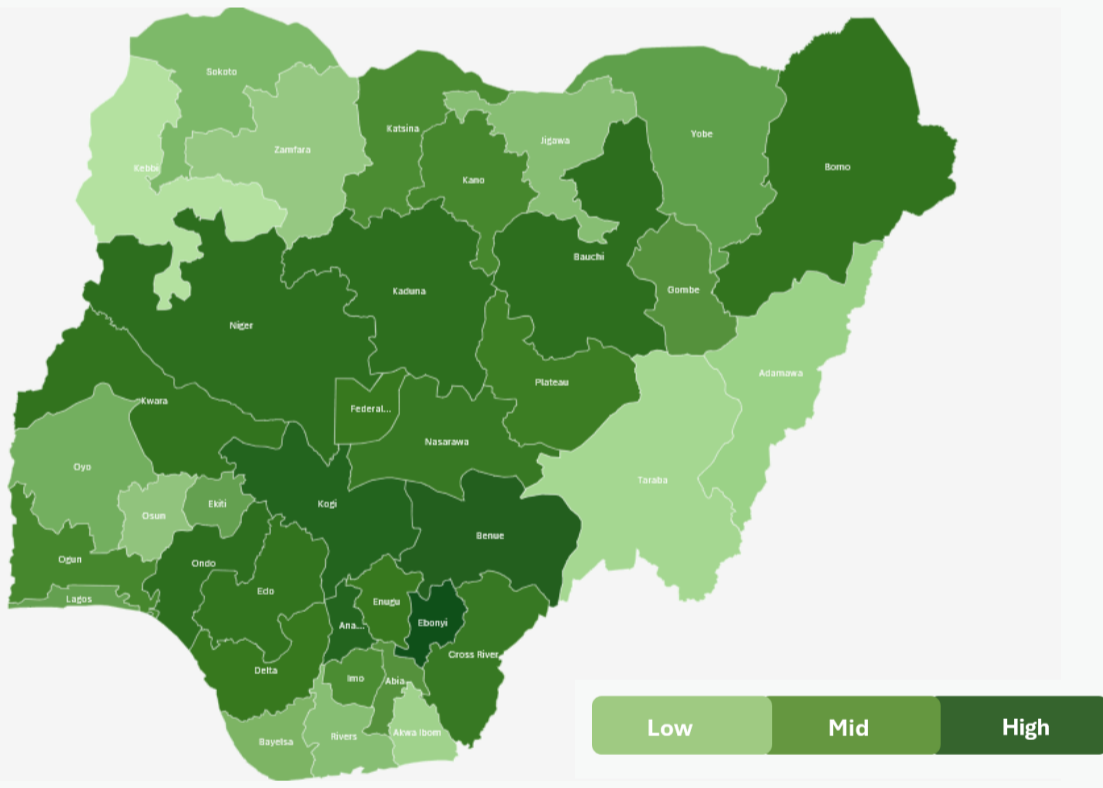 Sokoto
Katsina
Yobe
Jigawa
Zamfara
Kebbi
Kano
Borno
Bauchi
Kaduna
Gombe
Niger
Adamawa
Plateau
Kwara
Federal...
Nasarawa
Oyo
Taraba
Ekiti
Kogi
Osun
Benue
Ogun
Ondo
Edo
Lagos
Enugu
Ana...
Ebonyi
Cross River
Delta
Imo
Abia
Bayelsa
Rivers
Akwa Ibom
Low
Mid
High